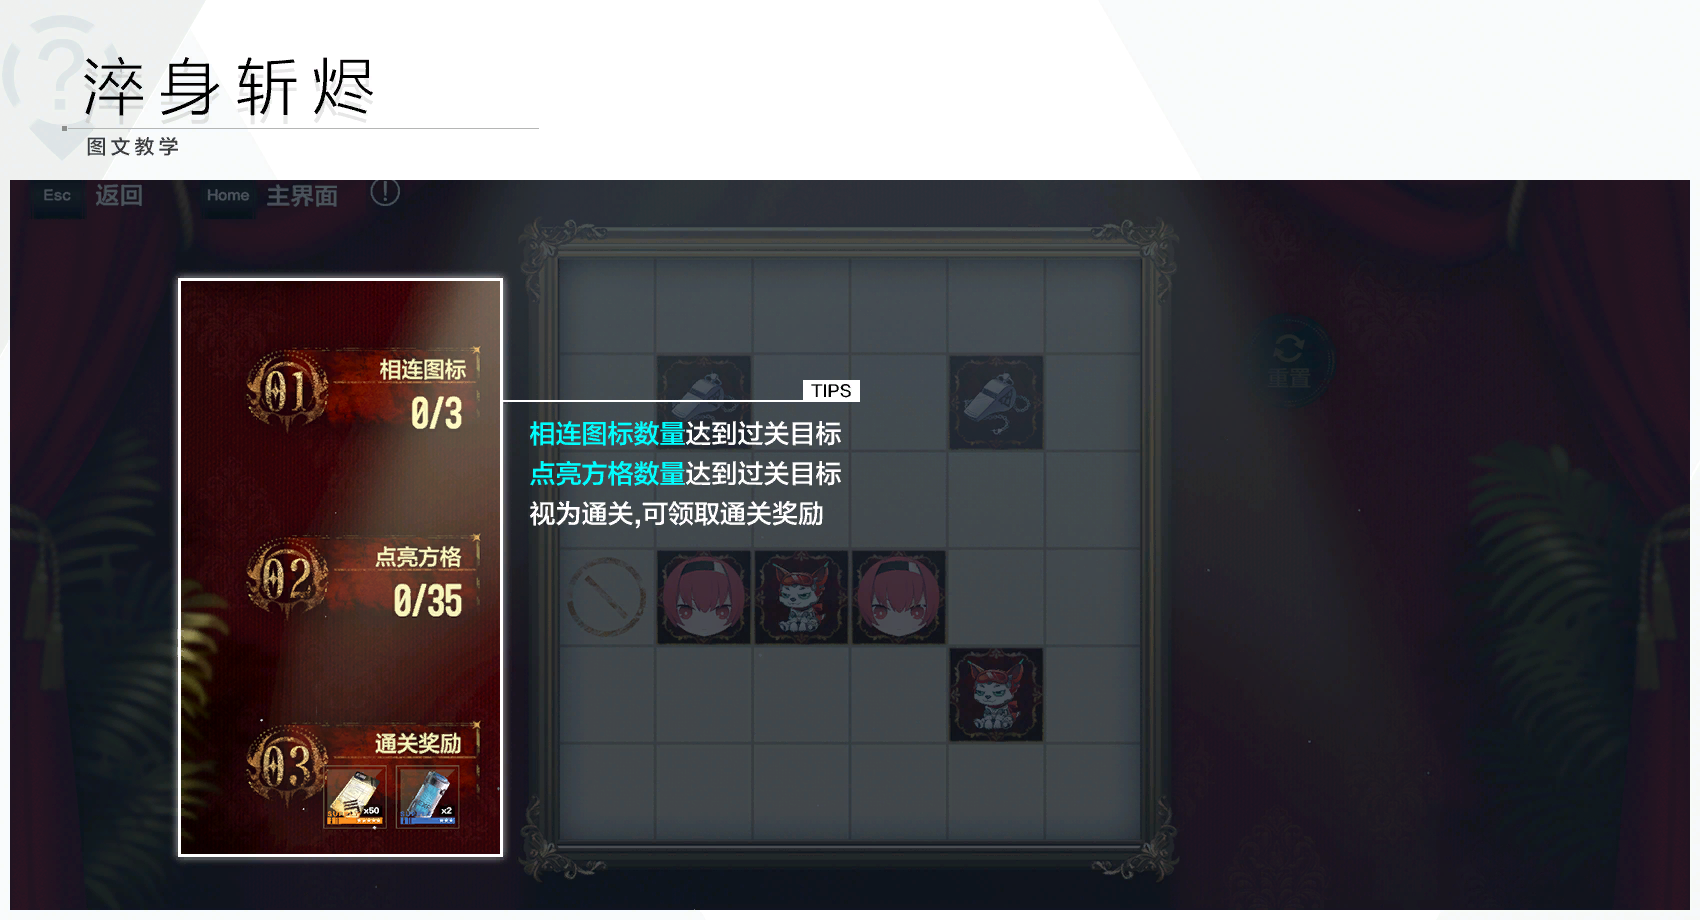 淬身斩烬
图文教学
Esc 返回 Home 主界面
相连图标
01
0/3
TIPS
相连图标数量达到过关目标
点亮方格数量达到过关目标
视为通关,可领取通关奖励
重置
点亮方格
02
0/35
通关奖励
03
x50
x2